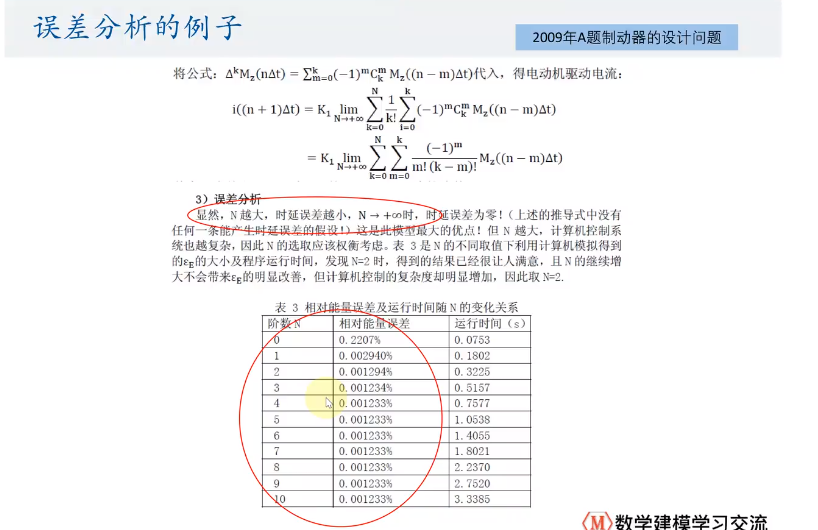 误差分析的例子
2009年A题制动器的设计问题
将公式：Δ^k M_z(nΔt) = ∑_{m=0}^{k}(−1)^m C_k^m M_z((n − m)Δt)代入，得电动机驱动电流：
i((n + 1)Δt) = K_1 lim_{N→+∞} ∑_{k=0}^{N} 1/k! ∑_{i=0}^{k} (−1)^m C_k^m M_z((n − m)Δt)
= K_1 lim_{N→+∞} ∑_{k=0}^{N} ∑_{m=0}^{k} (−1)^m / m! (k − m)! M_z((n − m)Δt)
3）误差分析
显然，N 越大，时延误差越小，N → +∞时，时延误差为零！（上述的推导式中没有
任何一条能产生时延误差的假设！）这是此模型最大的优点！但 N 越大，计算机控制系
统也越复杂，因此 N 的选取应该权衡考虑。表 3 是 N 的不同取值下利用计算机模拟得到
的ε_E的大小及程序运行时间，发现 N=2 时，得到的结果已经很让人满意，且 N 的继续增
大不会带来ε_E的明显改善，但计算机控制的复杂度却明显增加，因此取 N=2.
表 3 相对能量误差及运行时间随 N 的变化关系
阶数 N 相对能量误差 运行时间（s）
0 0.2207% 0.0753
1 0.002940% 0.1802
2 0.001294% 0.3225
3 0.001234% 0.5157
4 0.001233% 0.7577
5 0.001233% 1.0538
6 0.001233% 1.4055
7 0.001233% 1.8021
8 0.001233% 2.2370
9 0.001233% 2.7520
10 0.001233% 3.3385
M 数学建模学习交流